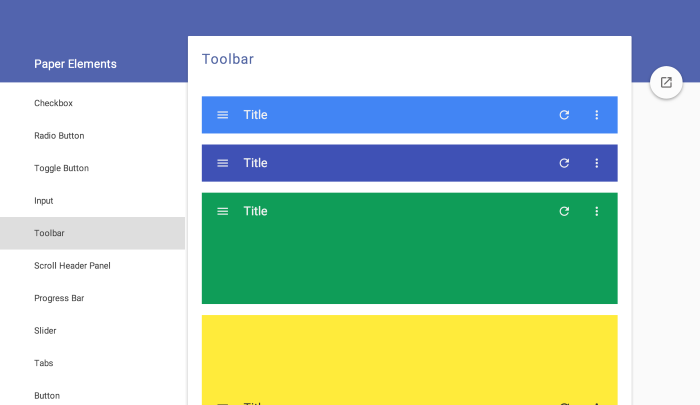 Paper Elements
Checkbox
Radio Button
Toggle Button
Input
Toolbar
Scroll Header Panel
Progress Bar
Slider
Tabs
Button
Toolbar
Title
Title
Title